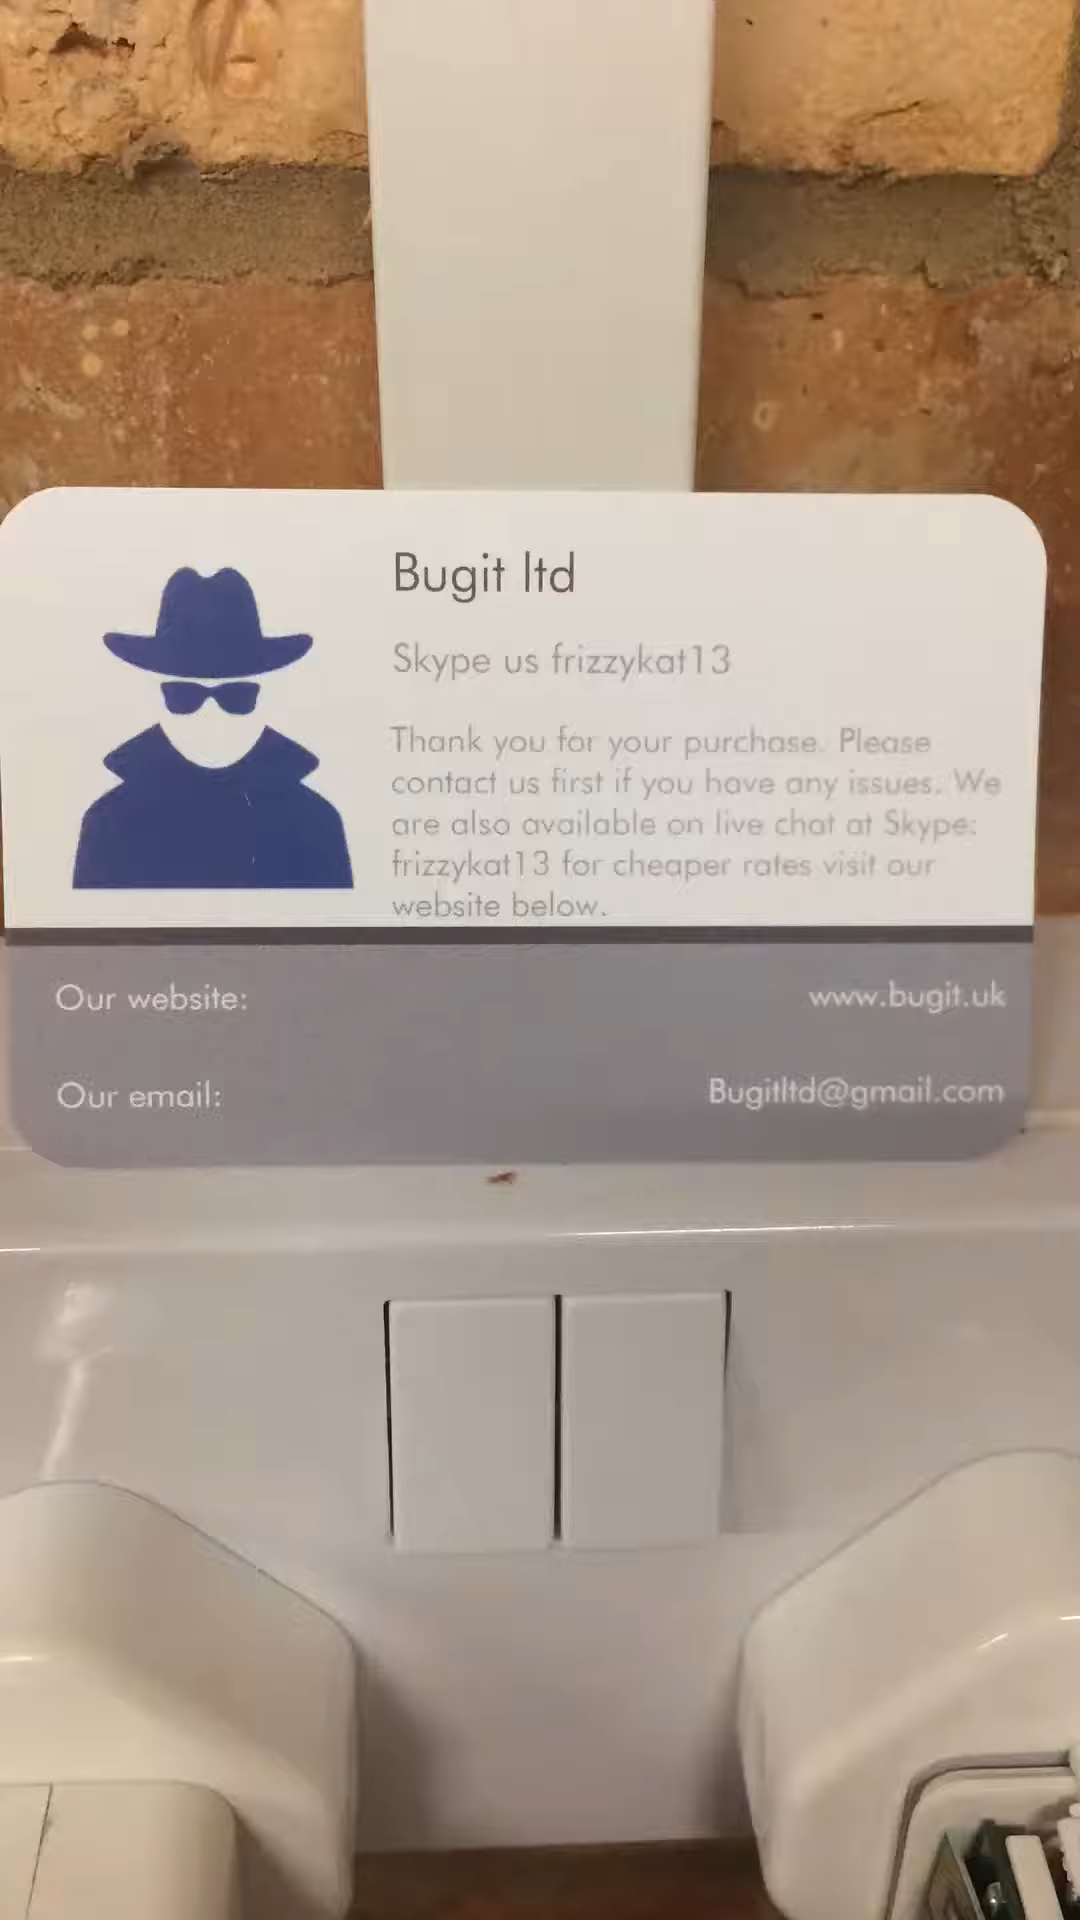 Bugit ltd
Skype us frizzykat13
Thank you for your purchase. Please
contact us first if you have any issues. We
are also available on live chat at Skype:
frizzykat13 for cheaper rates visit our
website below.
Our website: www.bugit.uk
Our email: Bugitltd@gmail.com